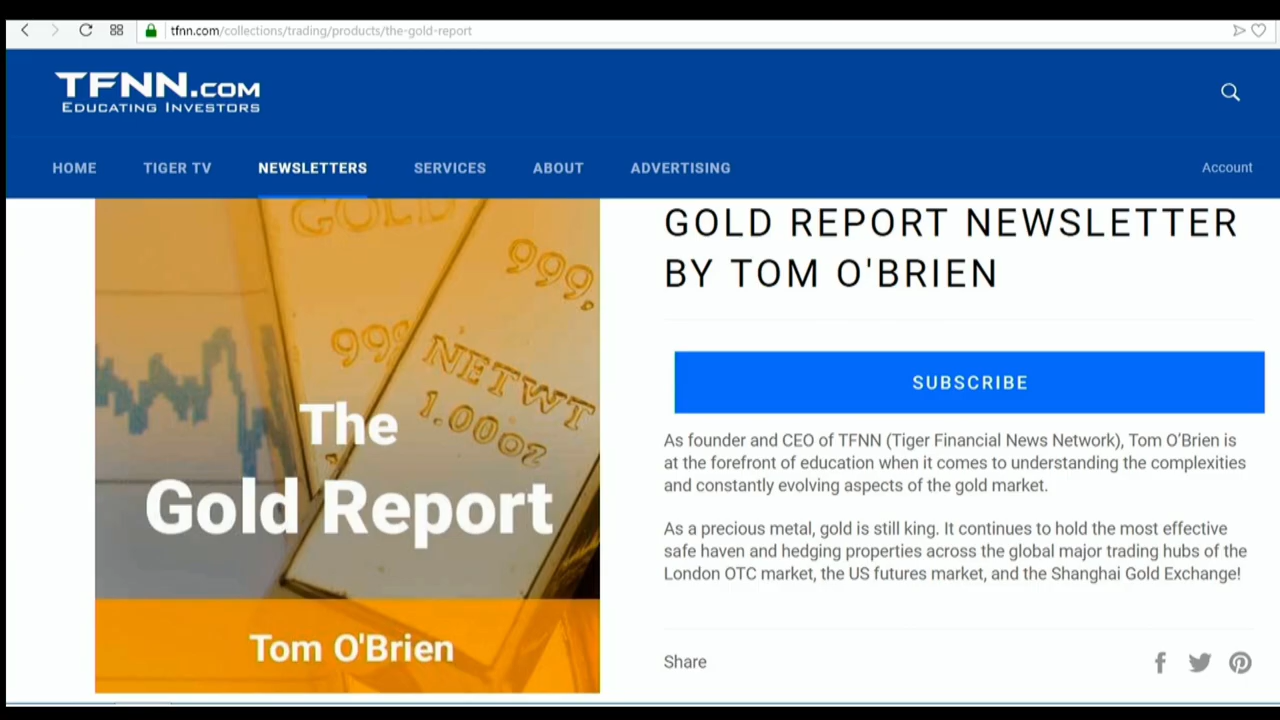 tfnn.com/collections/trading/products/the-gold-report
TFNN.COM
EDUCATING INVESTORS
HOME TIGER TV NEWSLETTERS SERVICES ABOUT ADVERTISING Account
GOLD
999,
999
NETWT
1.00oz
The
Gold Report
Tom O'Brien
GOLD REPORT NEWSLETTER
BY TOM O'BRIEN
SUBSCRIBE
As founder and CEO of TFNN (Tiger Financial News Network), Tom O’Brien is
at the forefront of education when it comes to understanding the complexities
and constantly evolving aspects of the gold market.
As a precious metal, gold is still king. It continues to hold the most effective
safe haven and hedging properties across the global major trading hubs of the
London OTC market, the US futures market, and the Shanghai Gold Exchange!
Share